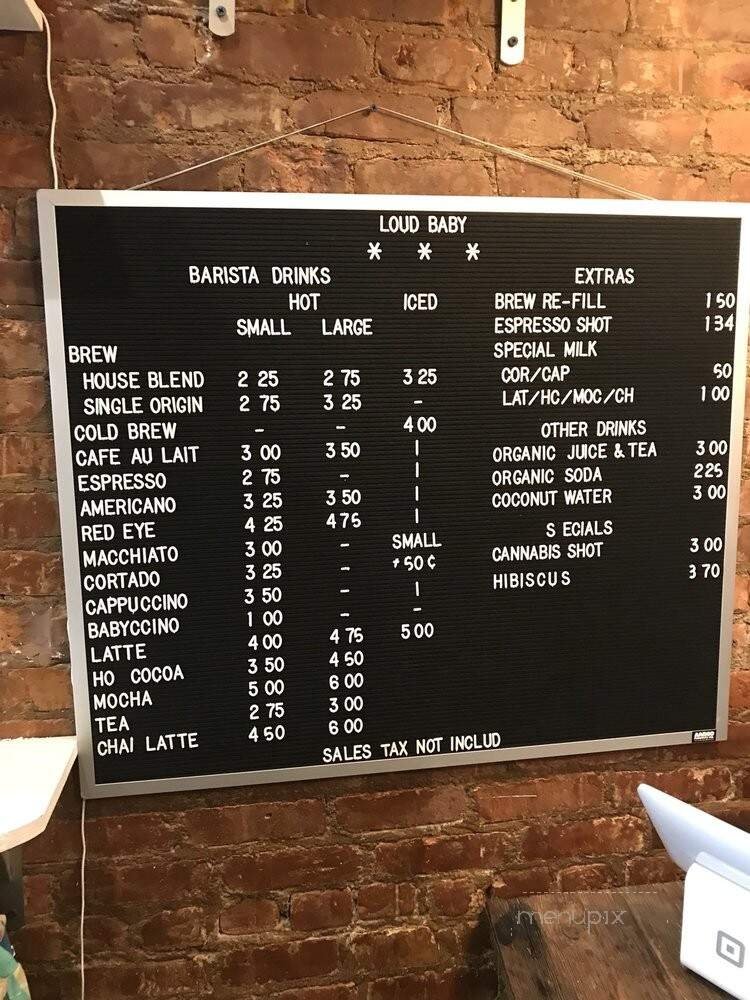 LOUD BABY
* * *
BARISTA DRINKS
HOT ICED
SMALL LARGE
BREW
HOUSE BLEND 2 25 2 75 3 25
SINGLE ORIGIN 2 75 3 25 -
COLD BREW - - 4 00
CAFE AU LAIT 3 00 3 50 |
ESPRESSO 2 75 - |
AMERICANO 3 25 3 50 |
RED EYE 4 25 4 75 |
MACCHIATO 3 00 - SMALL
CORTADO 3 25 - + 50 ¢
CAPPUCCINO 3 50 - |
BABYCCINO 1 00 - -
LATTE 4 00 4 75 5 00
HO COCOA 3 50 4 50
MOCHA 5 00 6 00
TEA 2 75 3 00
CHAI LATTE 4 50 6 00
SALES TAX NOT INCLUD
EXTRAS
BREW RE-FILL 1 50
ESPRESSO SHOT 1 34
SPECIAL MILK
COR/CAP 50
LAT/HC/MOC/CH 1 00
OTHER DRINKS
ORGANIC JUICE & TEA 3 00
ORGANIC SODA 2 25
COCONUT WATER 3 00
S ECIALS
CANNABIS SHOT 3 00
HIBISCUS 3 70
menupix